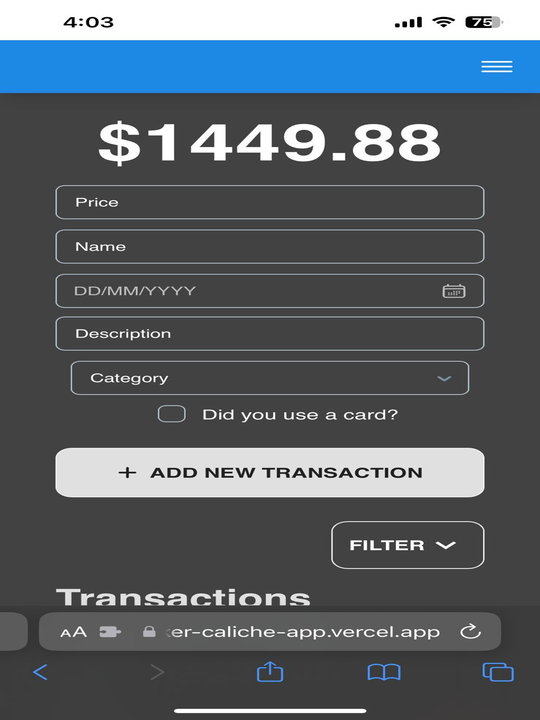 4:03
75
$1449.88
Price
Name
DD/MM/YYYY
Description
Category
Did you use a card?
+ ADD NEW TRANSACTION
FILTER
Transactions
AA er-caliche-app.vercel.app